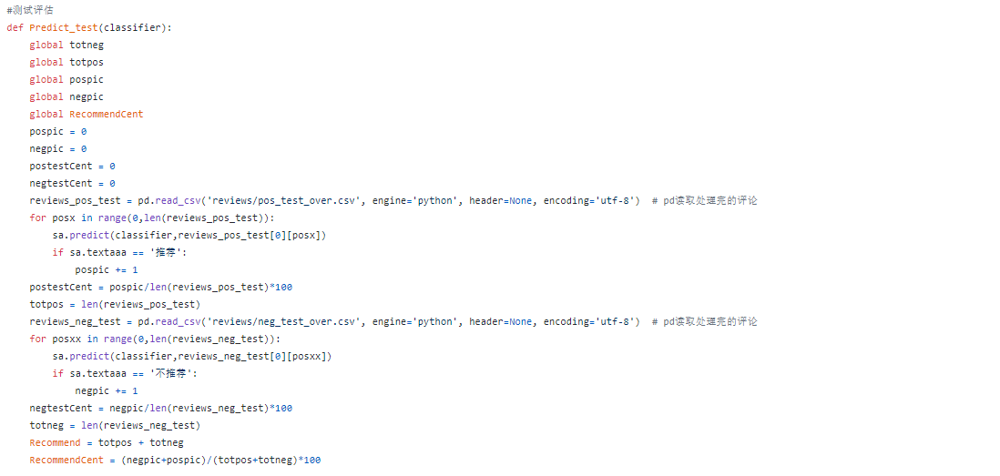 #测试评估
def Predict_test(classifier):
    global totneg
    global totpos
    global pospic
    global negpic
    global RecommendCent
    pospic = 0
    negpic = 0
    postestCent = 0
    negtestCent = 0
    reviews_pos_test = pd.read_csv('reviews/pos_test_over.csv', engine='python', header=None, encoding='utf-8')  # pd读取处理完的评论
    for posx in range(0,len(reviews_pos_test)):
        sa.predict(classifier,reviews_pos_test[0][posx])
        if sa.textaaa == '推荐':
            pospic += 1
    postestCent = pospic/len(reviews_pos_test)*100
    totpos = len(reviews_pos_test)
    reviews_neg_test = pd.read_csv('reviews/neg_test_over.csv', engine='python', header=None, encoding='utf-8')  # pd读取处理完的评论
    for posxx in range(0,len(reviews_neg_test)):
        sa.predict(classifier,reviews_neg_test[0][posxx])
        if sa.textaaa == '不推荐':
            negpic += 1
    negtestCent = negpic/len(reviews_neg_test)*100
    totneg = len(reviews_neg_test)
    Recommend = totpos + totneg
    RecommendCent = (negpic+pospic)/(totpos+totneg)*100